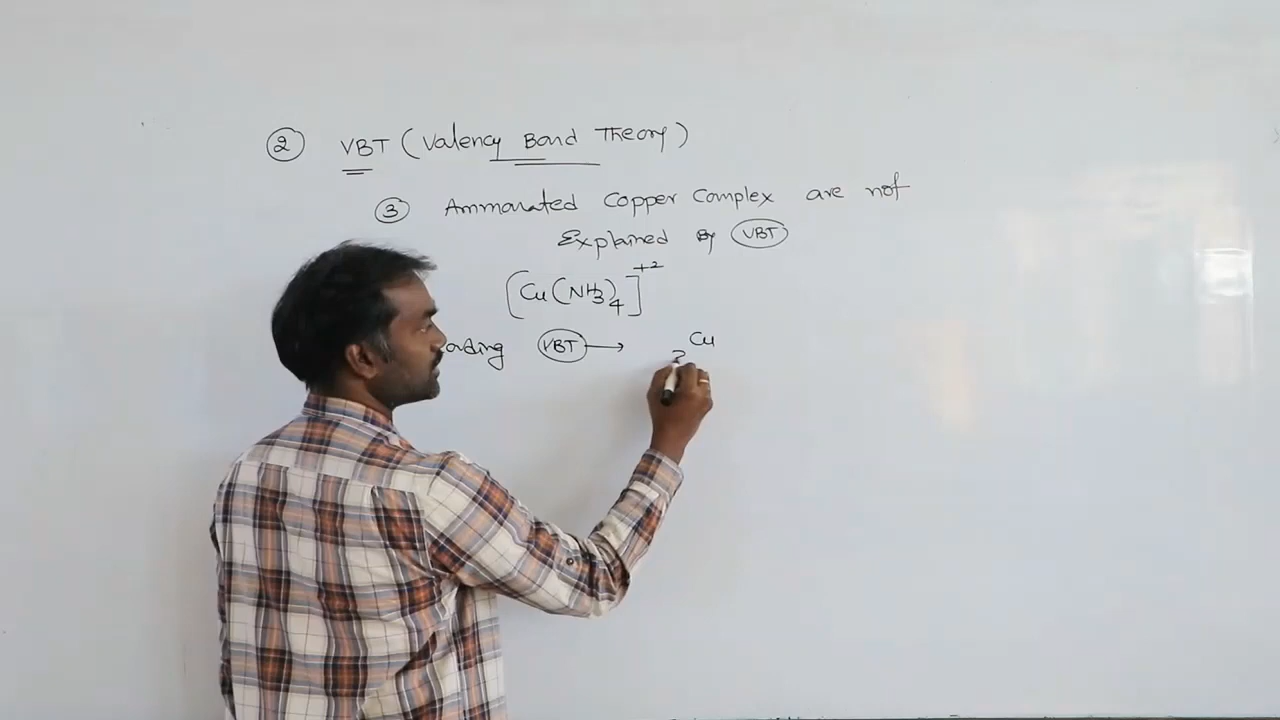 ② VBT (Valency Bond Theory)
③ Ammonated Copper Complex are not
Explained By VBT
[Cu(NH3)4]+2
VBT → Cu
2